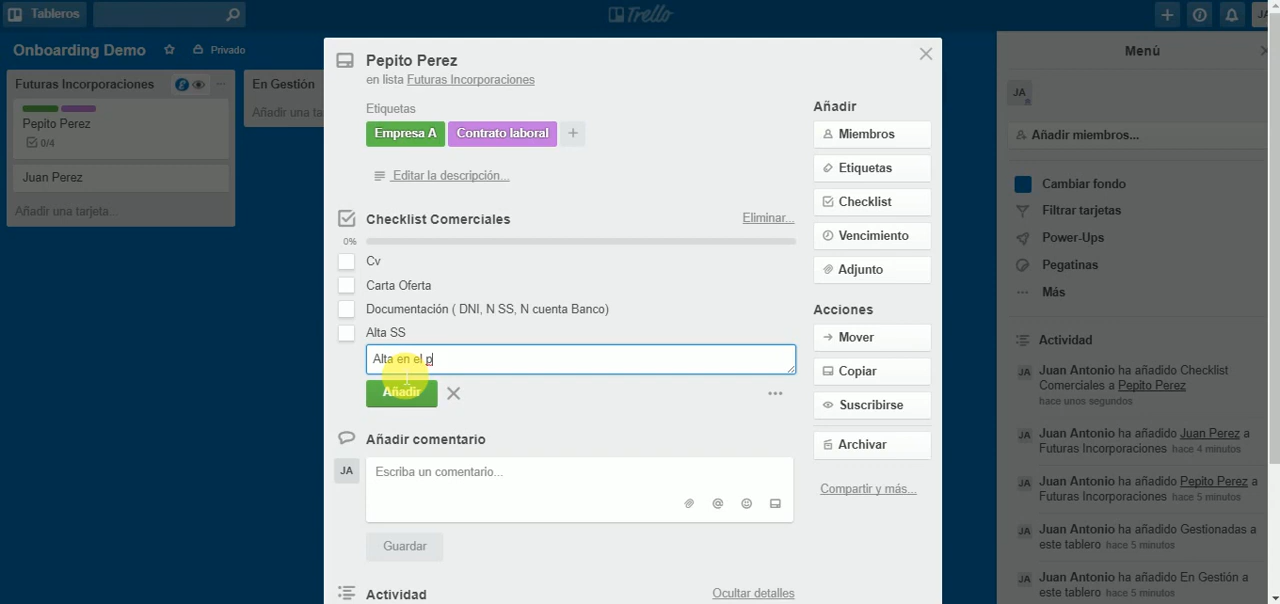 Tableros
Trello
JA
Onboarding Demo
Privado
Futuras Incorporaciones
Pepito Perez
0/4
Juan Perez
Añadir una tarjeta...
En Gestión
Añadir una ta
Pepito Perez
en lista Futuras Incorporaciones
Etiquetas
Empresa A
Contrato laboral
+
Editar la descripción...
Checklist Comerciales
Eliminar...
0%
Cv
Carta Oferta
Documentación ( DNI, N SS, N cuenta Banco)
Alta SS
Alta en el p
Añadir
Añadir comentario
JA
Escriba un comentario...
Guardar
Actividad
Ocultar detalles
Añadir
Miembros
Etiquetas
Checklist
Vencimiento
Adjunto
Acciones
Mover
Copiar
Suscribirse
Archivar
Compartir y más...
Menú
JA
Añadir miembros...
Cambiar fondo
Filtrar tarjetas
Power-Ups
Pegatinas
Más
Actividad
JA
Juan Antonio ha añadido Checklist
Comerciales a Pepito Perez
hace unos segundos
JA
Juan Antonio ha añadido Juan Perez a
Futuras Incorporaciones hace 4 minutos
JA
Juan Antonio ha añadido Pepito Perez a
Futuras Incorporaciones hace 5 minutos
JA
Juan Antonio ha añadido Gestionadas a
este tablero hace 5 minutos
JA
Juan Antonio ha añadido En Gestión a
este tablero hace 5 minutos